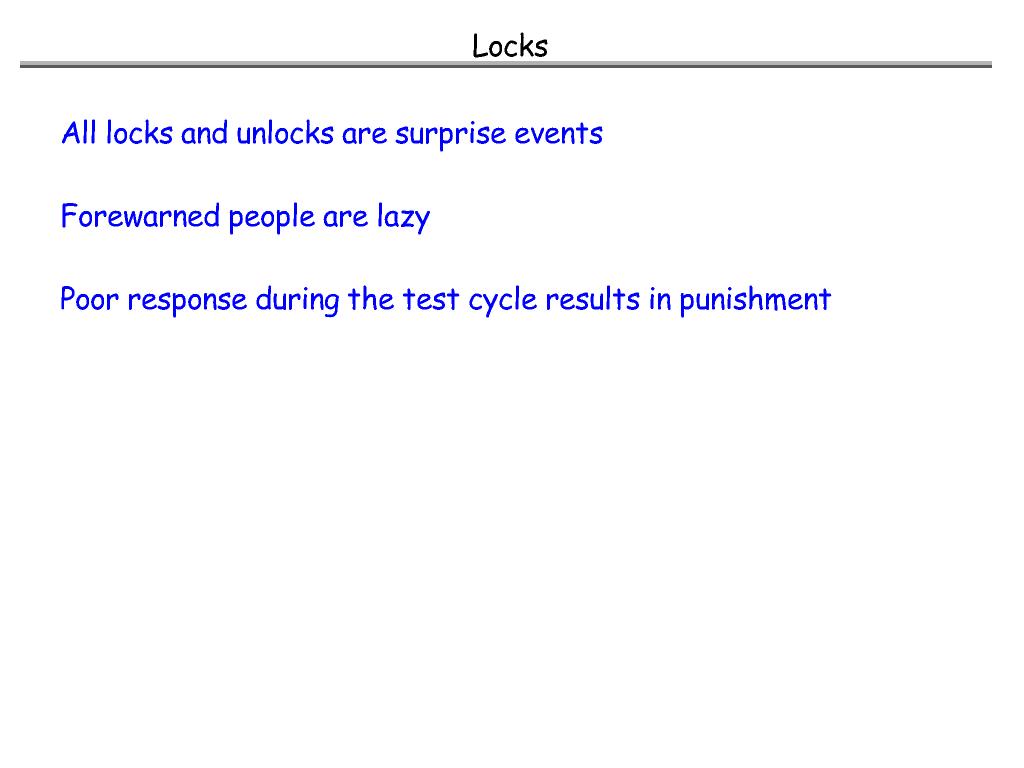 Locks
All locks and unlocks are surprise events
Forewarned people are lazy
Poor response during the test cycle results in punishment